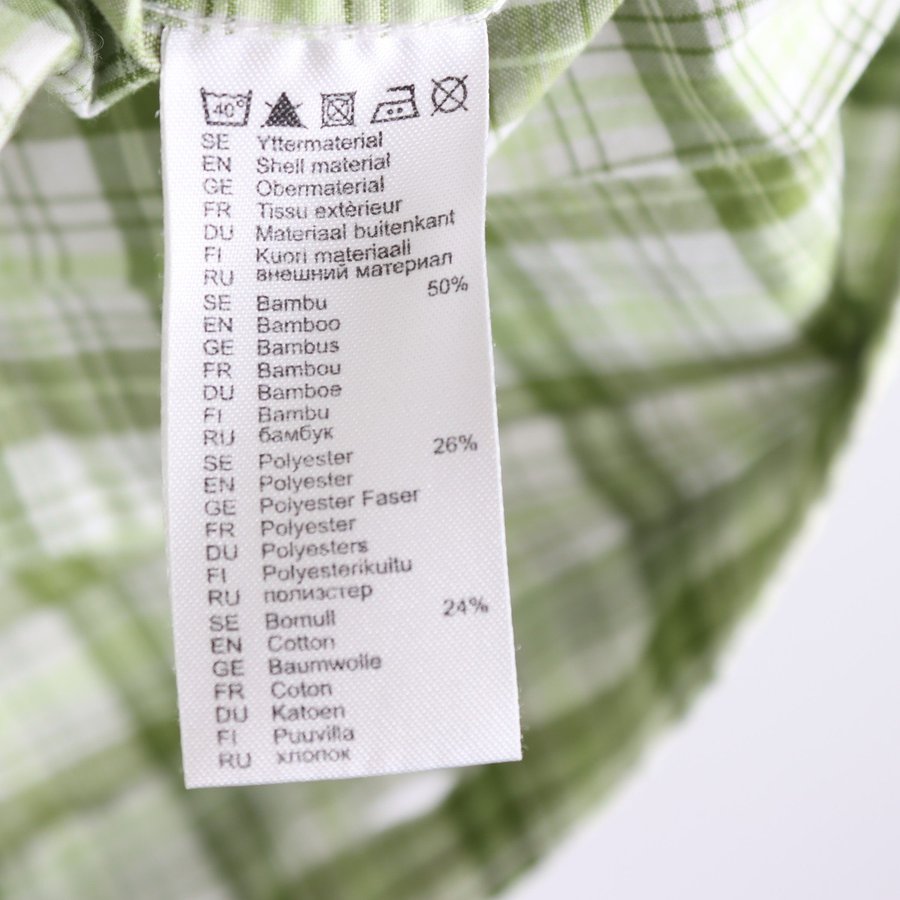 40°
SE Yttermaterial
EN Shell material
GE Obermaterial
FR Tissu extèrieur
DU Materiaal buitenkant
FI Kuori materiaali
RU внешний материал
50%
SE Bambu
EN Bamboo
GE Bambus
FR Bambou
DU Bamboe
FI Bambu
RU бамбук
26%
SE Polyester
EN Polyester
GE Polyester Faser
FR Polyester
DU Polyesters
FI Polyesterikuitu
RU полиэстер
24%
SE Bomull
EN Cotton
GE Baumwolle
FR Coton
DU Katoen
FI Puuvilla
RU хлопок